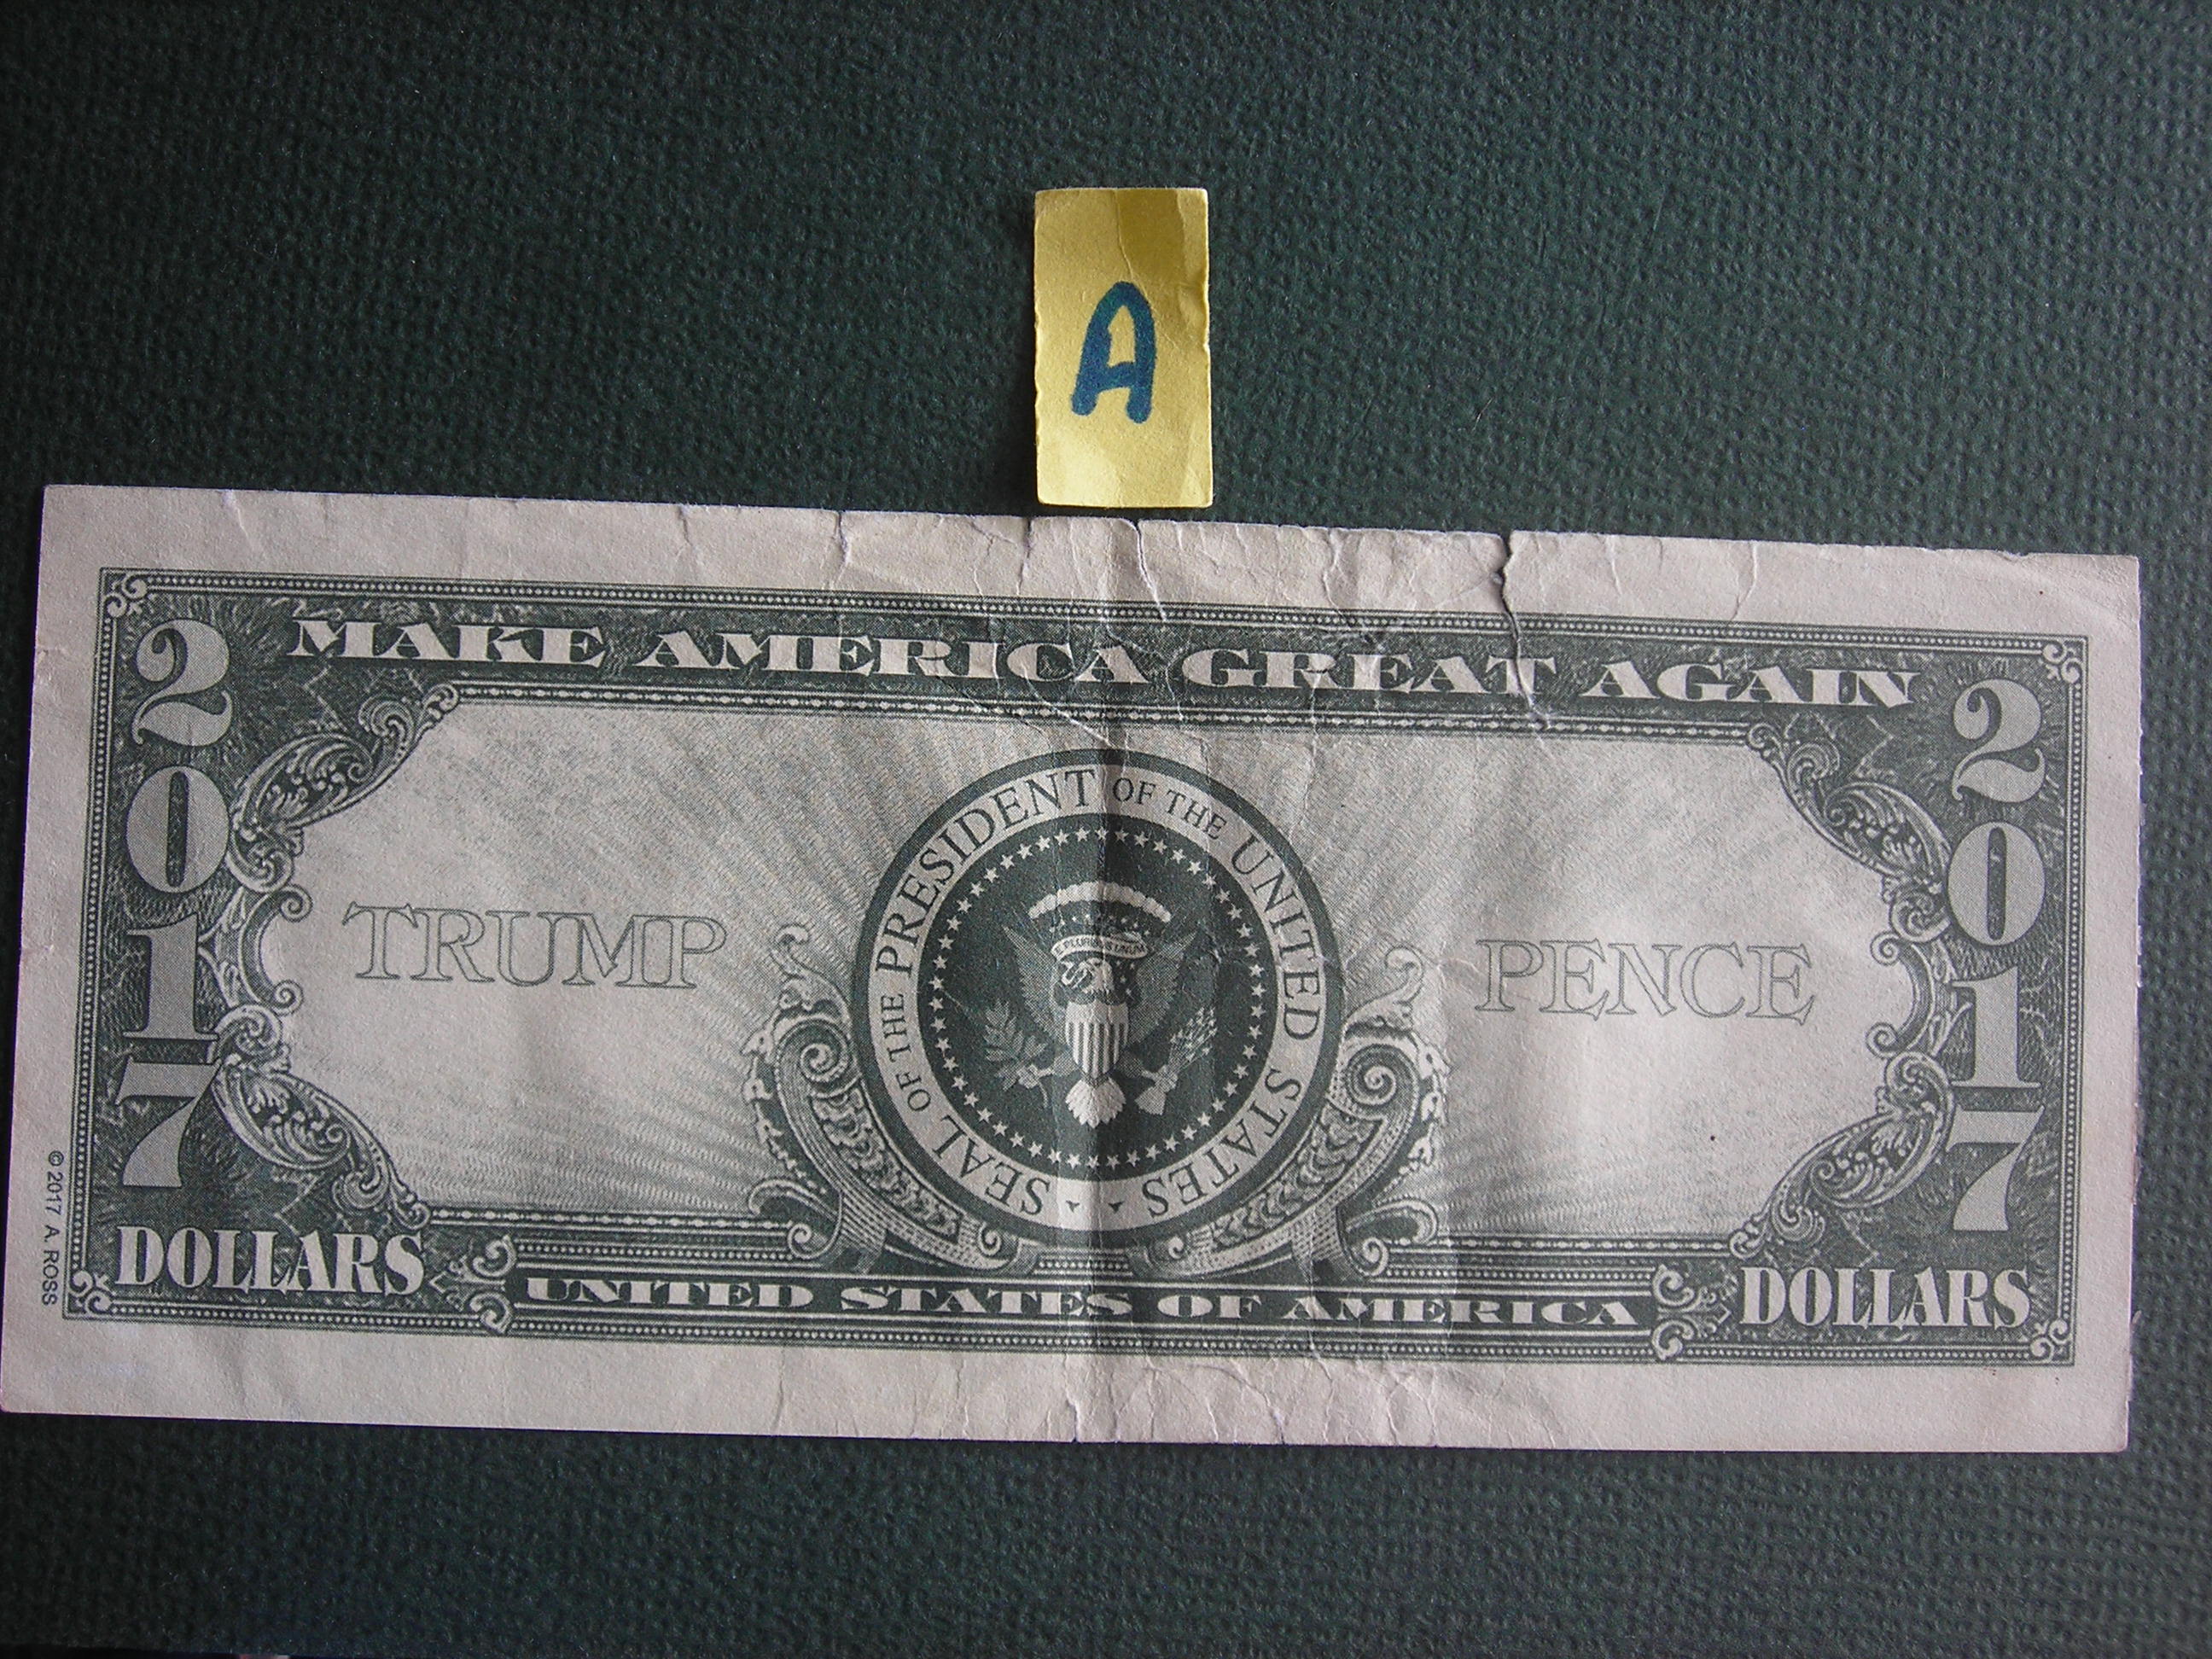 A
MAKE AMERICA GREAT AGAIN
2017
2017
TRUMP
PENCE
SEAL OF THE PRESIDENT OF THE UNITED STATES
E PLURIBUS UNUM
DOLLARS
UNITED STATES OF AMERICA
DOLLARS
© 2017 A. ROSS